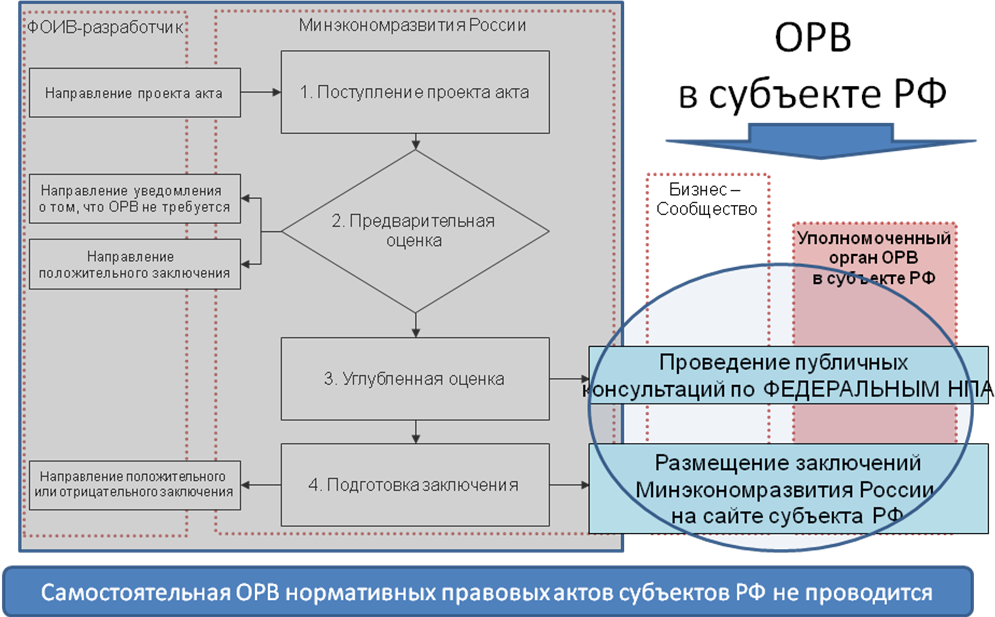 ФОИВ-разработчик
Минэкономразвития России
ОРВ
в субъекте РФ
Направление проекта акта
1. Поступление проекта акта
Направление уведомления
о том, что ОРВ не требуется
2. Предварительная
оценка
Направление
положительного заключения
Бизнес –
Сообщество
Уполномоченный
орган ОРВ
в субъекте РФ
3. Углубленная оценка
Проведение публичных
консультаций по ФЕДЕРАЛЬНЫМ НПА
Направление положительного
или отрицательного заключения
4. Подготовка заключения
Размещение заключений
Минэкономразвития России
на сайте субъекта РФ
Самостоятельная ОРВ нормативных правовых актов субъектов РФ не проводится